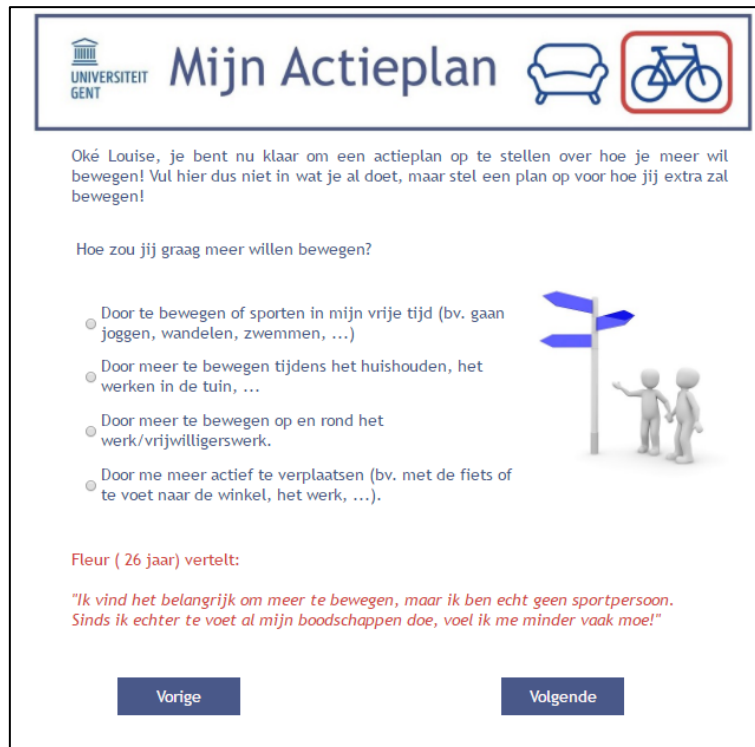 UNIVERSITEIT
GENT
Mijn Actieplan
Oké Louise, je bent nu klaar om een actieplan op te stellen over hoe je meer wil
bewegen! Vul hier dus niet in wat je al doet, maar stel een plan op voor hoe jij extra zal
bewegen!
Hoe zou jij graag meer willen bewegen?
Door te bewegen of sporten in mijn vrije tijd (bv. gaan
joggen, wandelen, zwemmen, ...)
Door meer te bewegen tijdens het huishouden, het
werken in de tuin, ...
Door meer te bewegen op en rond het
werk/vrijwilligerswerk.
Door me meer actief te verplaatsen (bv. met de fiets of
te voet naar de winkel, het werk, ...).
Fleur ( 26 jaar) vertelt:
"Ik vind het belangrijk om meer te bewegen, maar ik ben echt geen sportpersoon.
Sinds ik echter te voet al mijn boodschappen doe, voel ik me minder vaak moe!"
Vorige
Volgende